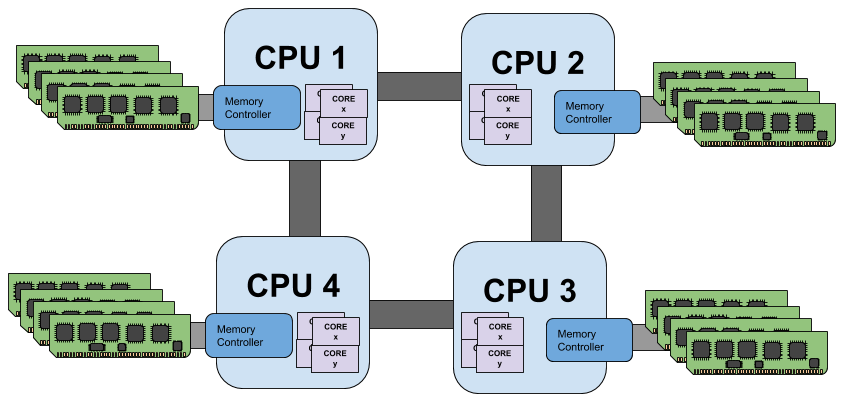 CPU 1
Memory
Controller
C
CORE
x
C
CORE
y
CPU 2
C
CORE
x
C
CORE
y
Memory
Controller
CPU 4
Memory
Controller
C
CORE
x
C
CORE
y
CPU 3
C
CORE
x
C
CORE
y
Memory
Controller